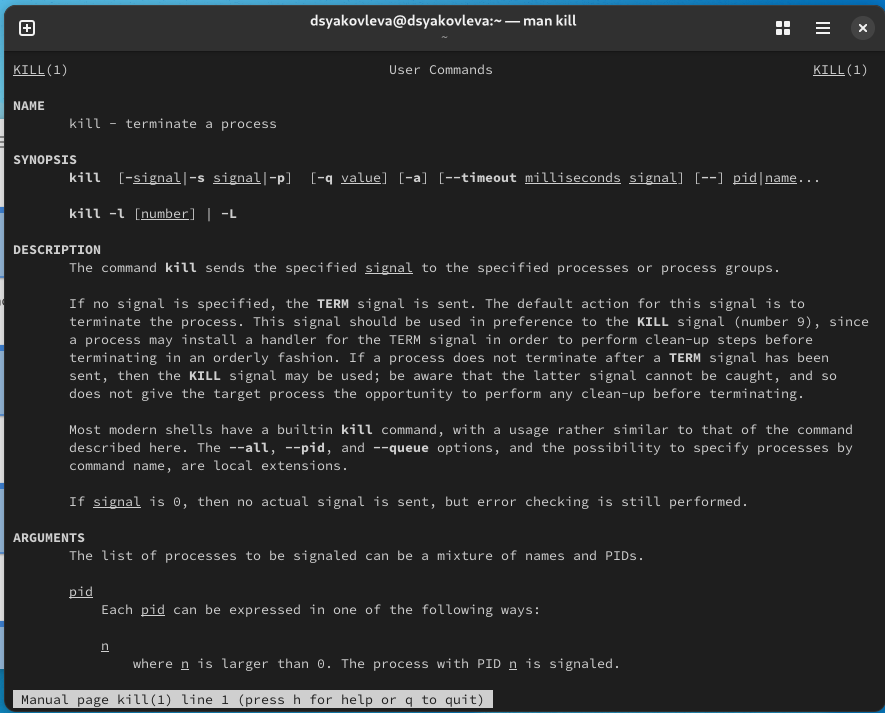 dsyakovleva@dsyakovleva:~ — man kill
~
KILL(1) User Commands KILL(1)
NAME
kill - terminate a process
SYNOPSIS
kill [-signal|-s signal|-p] [-q value] [-a] [--timeout milliseconds signal] [--] pid|name...
kill -l [number] | -L
DESCRIPTION
The command kill sends the specified signal to the specified processes or process groups.
If no signal is specified, the TERM signal is sent. The default action for this signal is to
terminate the process. This signal should be used in preference to the KILL signal (number 9), since
a process may install a handler for the TERM signal in order to perform clean-up steps before
terminating in an orderly fashion. If a process does not terminate after a TERM signal has been
sent, then the KILL signal may be used; be aware that the latter signal cannot be caught, and so
does not give the target process the opportunity to perform any clean-up before terminating.
Most modern shells have a builtin kill command, with a usage rather similar to that of the command
described here. The --all, --pid, and --queue options, and the possibility to specify processes by
command name, are local extensions.
If signal is 0, then no actual signal is sent, but error checking is still performed.
ARGUMENTS
The list of processes to be signaled can be a mixture of names and PIDs.
pid
Each pid can be expressed in one of the following ways:
n
where n is larger than 0. The process with PID n is signaled.
Manual page kill(1) line 1 (press h for help or q to quit)